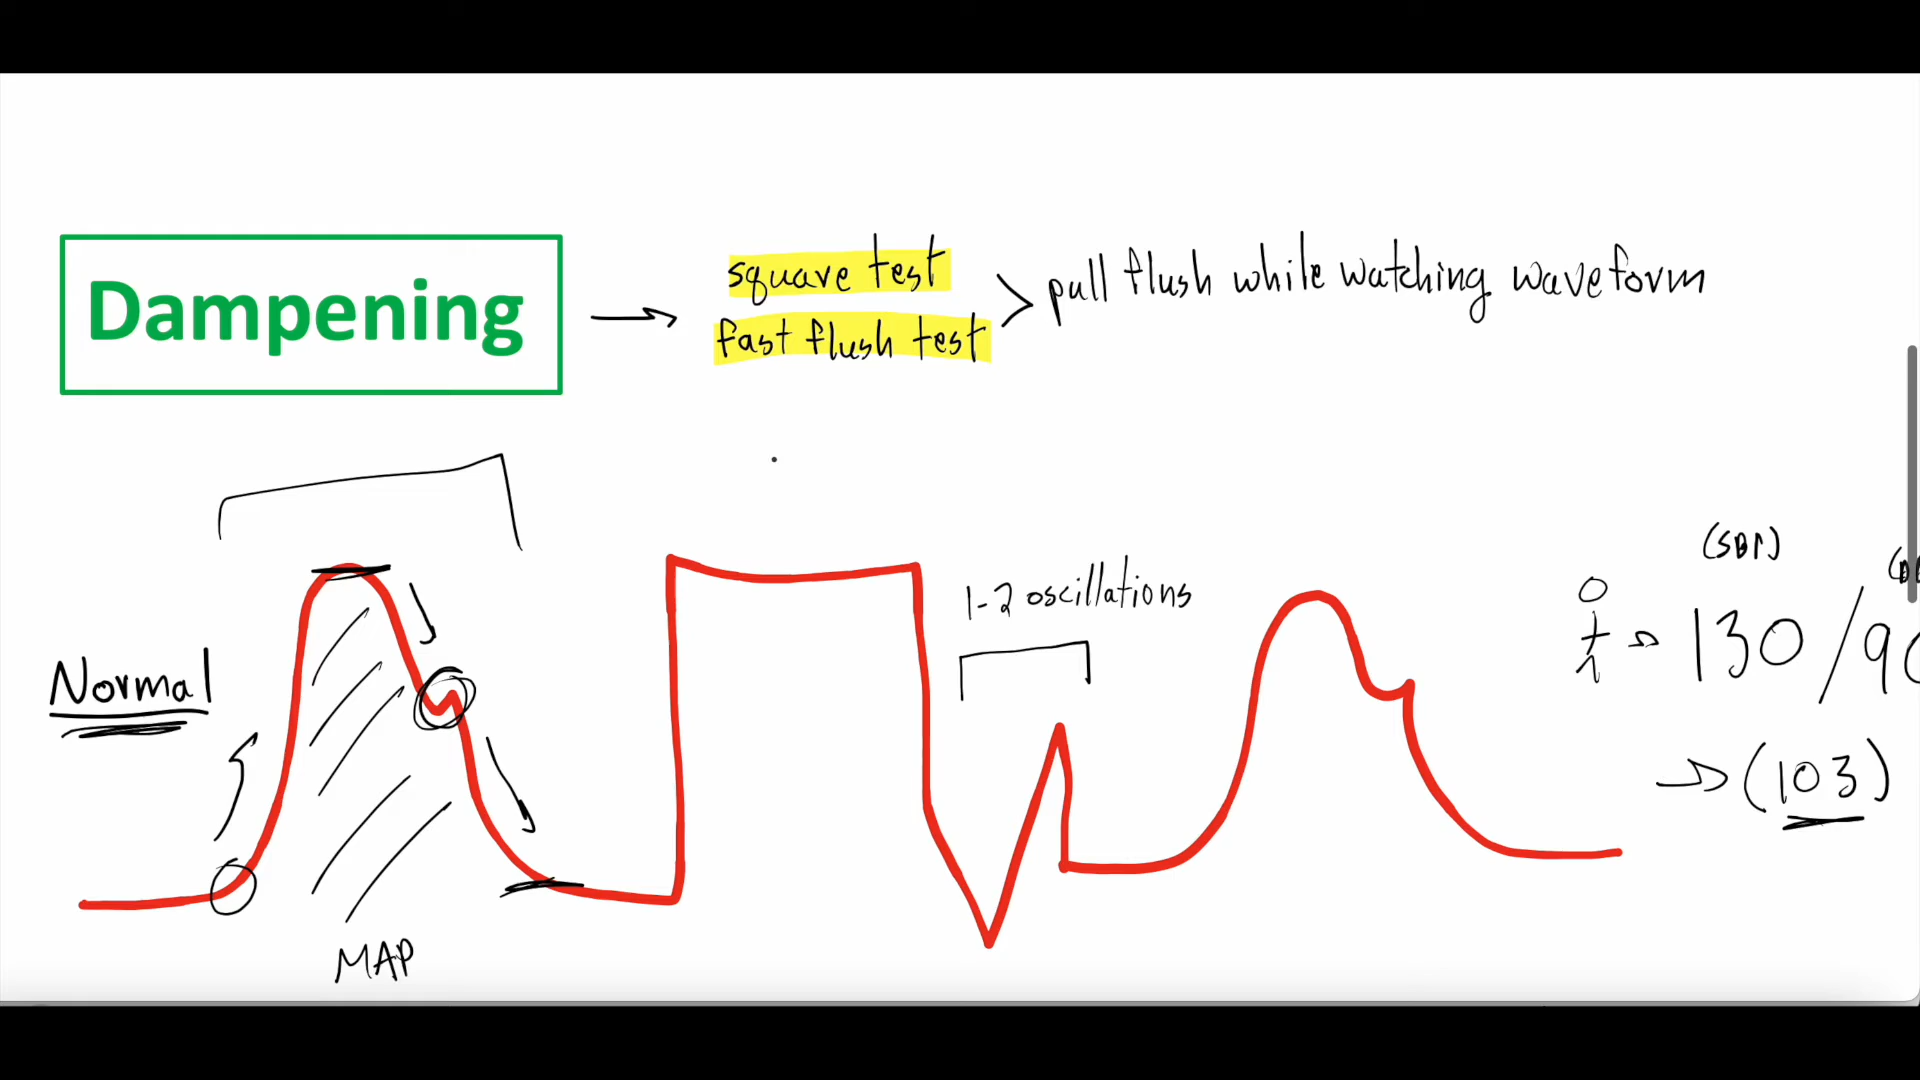 Dampening
square test
fast flush test
pull flush while watching waveform
(SBP)
1-2 oscillations
130/90
Normal
(103)
MAP